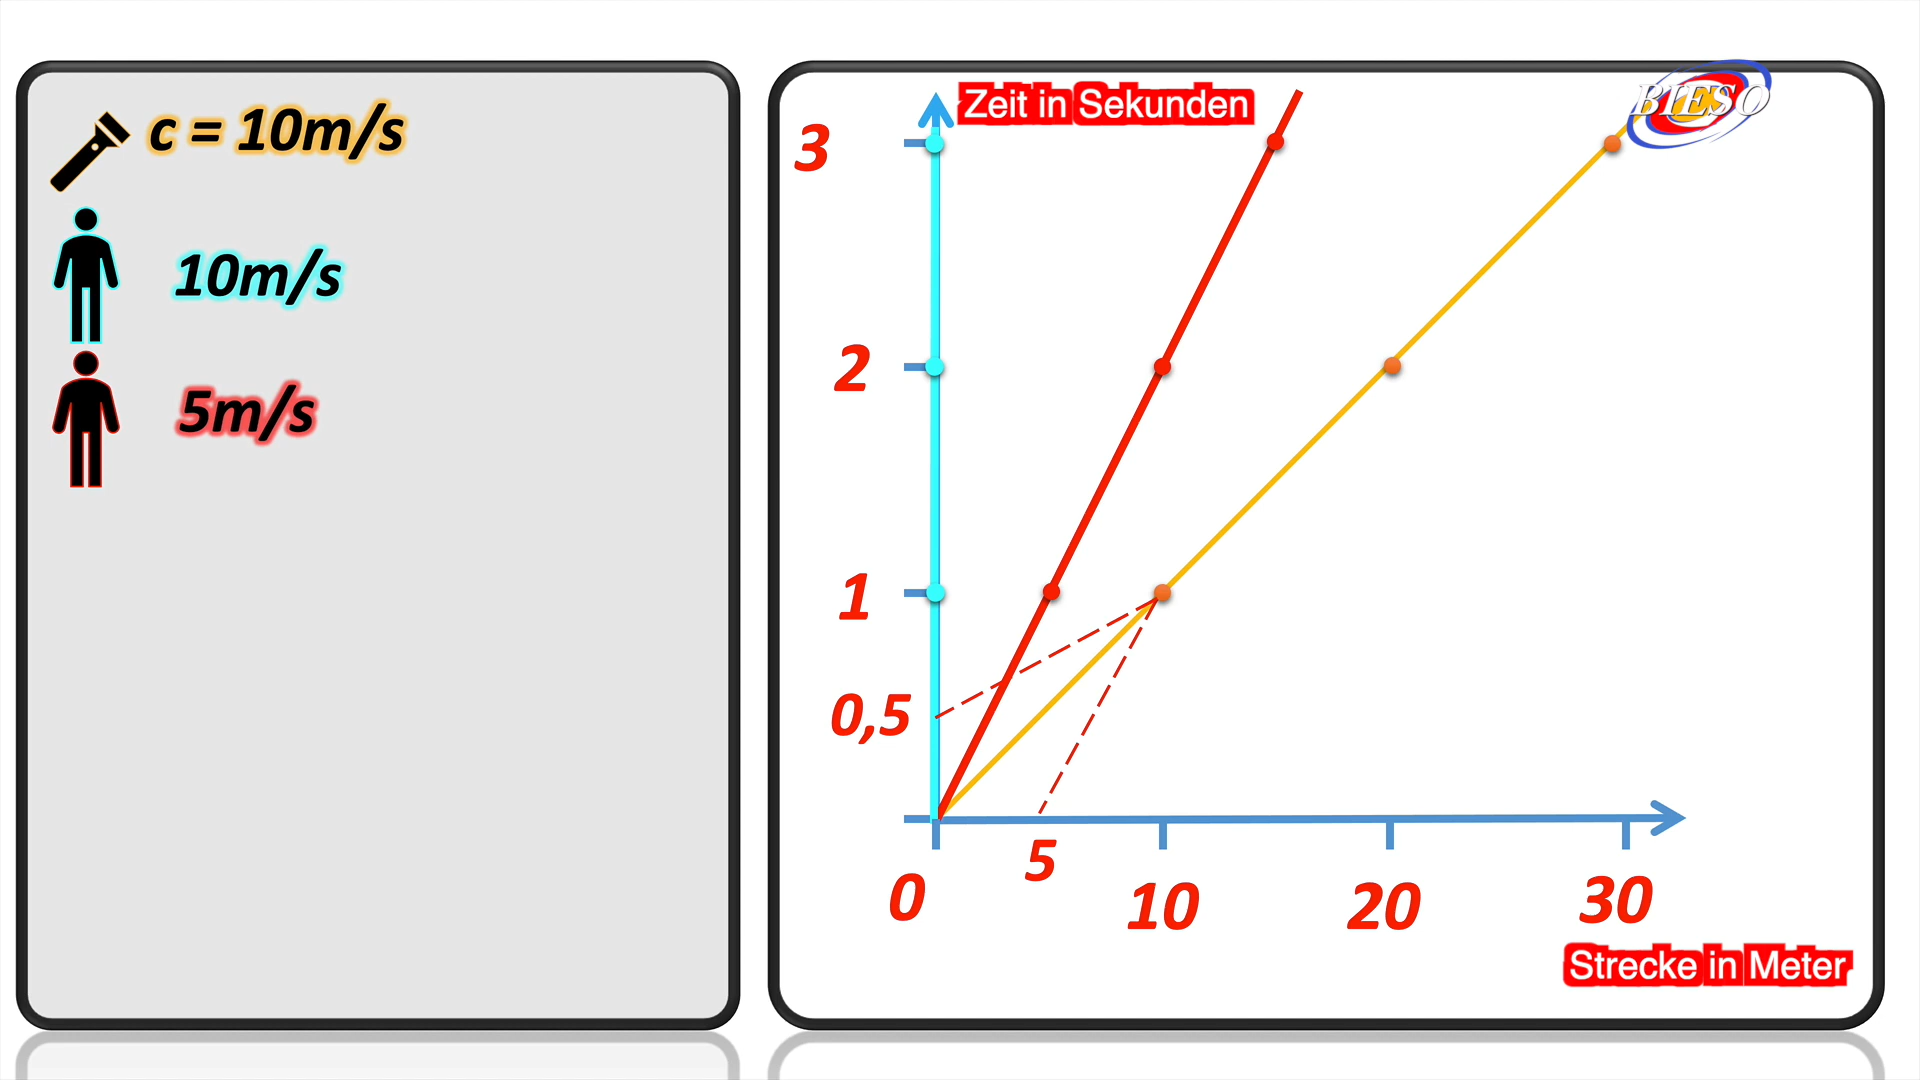 c = 10m/s
10m/s
5m/s
Zeit in Sekunden
BIESO
3
2
1
0,5
0
5
10
20
30
Strecke in Meter